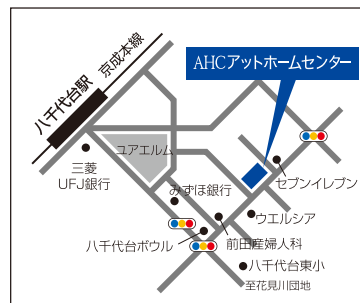 AHCアットホームセンター
京成本線
八千代台駅
ユアエルム
三菱
UFJ銀行
みずほ銀行
セブンイレブン
ウエルシア
八千代台ボウル
前田産婦人科
八千代台東小
至花見川団地